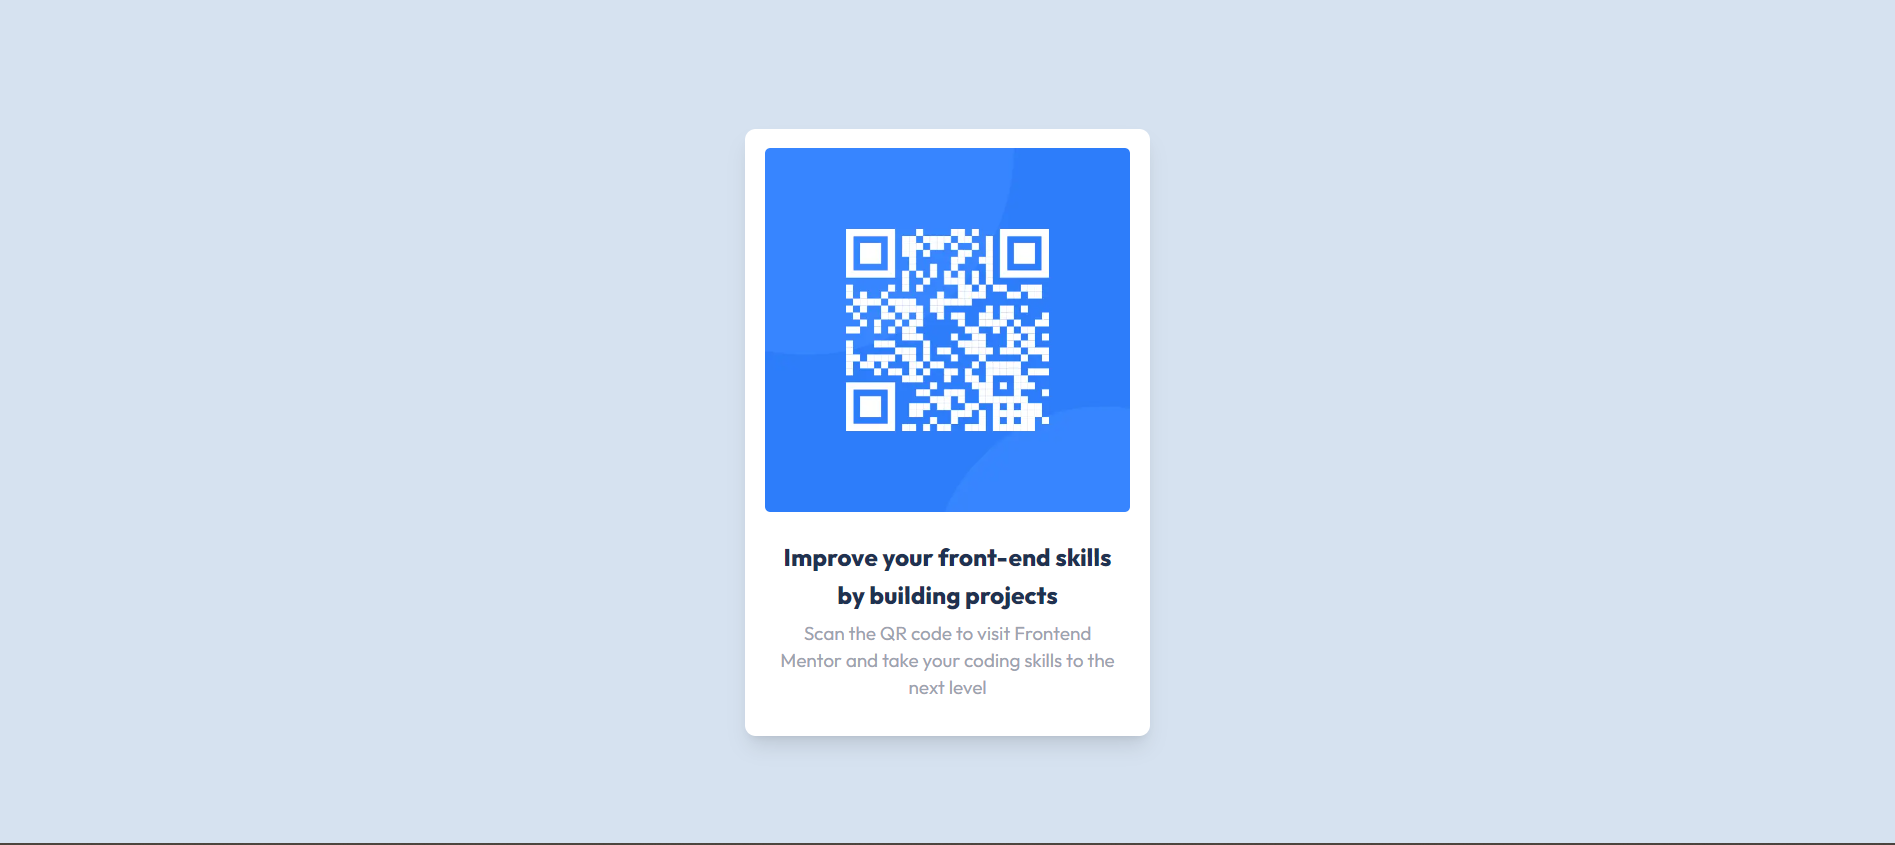 Improve your front-end skills
by building projects
Scan the QR code to visit Frontend
Mentor and take your coding skills to the
next level